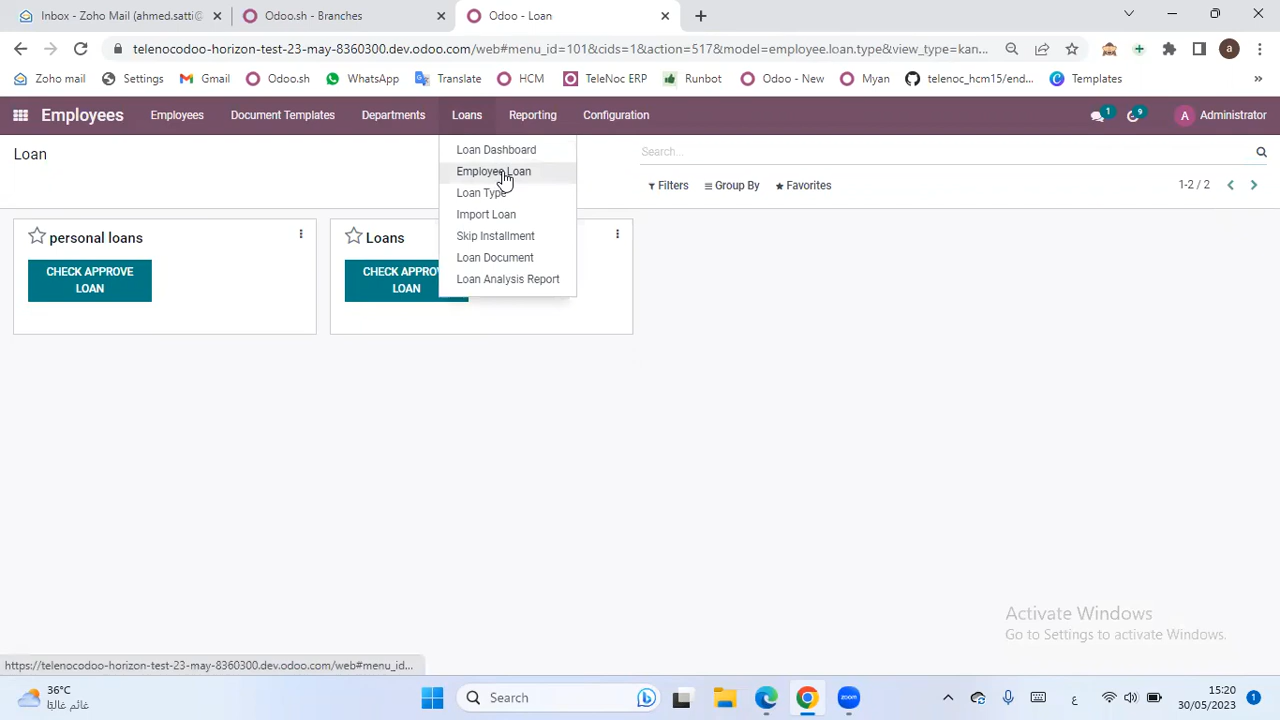 Inbox - Zoho Mail (ahmed.satti@
Odoo.sh - Branches
Odoo - Loan
telenocodoo-horizon-test-23-may-8360300.dev.odoo.com/web#menu_id=101&cids=1&action=517&model=employee.loan.type&view_type=kan...
a
Zoho mail
Settings
Gmail
Odoo.sh
WhatsApp
Translate
HCM
TeleNoc ERP
Runbot
Odoo - New
Myan
telenoc_hcm15/end...
Templates
»
Employees
Employees
Document Templates
Departments
Loans
Reporting
Configuration
1
9
A Administrator
Loan
Search...
Filters
Group By
Favorites
1-2 / 2
Loan Dashboard
Employee Loan
Loan Type
Import Loan
Skip Installment
Loan Document
Loan Analysis Report
personal loans
CHECK APPROVE
LOAN
Loans
CHECK APPRO
LOAN
Activate Windows
Go to Settings to activate Windows.
https://telenocodoo-horizon-test-23-may-8360300.dev.odoo.com/web#menu_id...
36°C
غائم غالبًا
Search
zoom
ع
15:20
30/05/2023
1